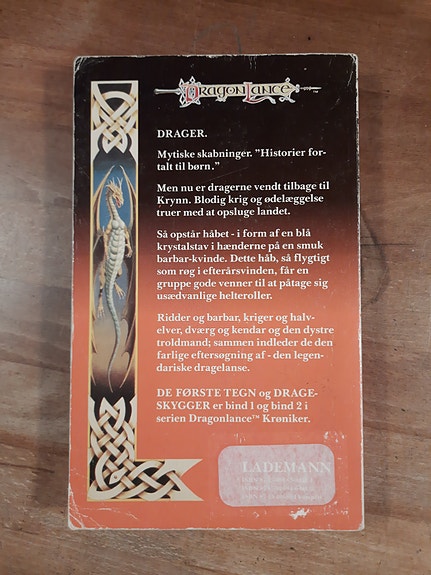 DRAGONLANCE™
DRAGER.
Mytiske skabninger. "Historier for-
talt til børn."
Men nu er dragerne vendt tilbage til
Krynn. Blodig krig og ødelæggelse
truer med at opsluge landet.
Så opstår håbet - i form af en blå
krystalstav i hænderne på en smuk
barbar-kvinde. Dette håb, så flygtigt
som røg i efterårsvinden, får en
gruppe gode venner til at påtage sig
usædvanlige helteroller.
Ridder og barbar, kriger og halv-
elver, dværg og kendar og den dystre
troldmand; sammen indleder de den
farlige eftersøgning af - den legen-
dariske dragelanse.
DE FØRSTE TEGN og DRAGE-
SKYGGER er bind 1 og bind 2 i
serien Dragonlance™ Krøniker.
LADEMANN